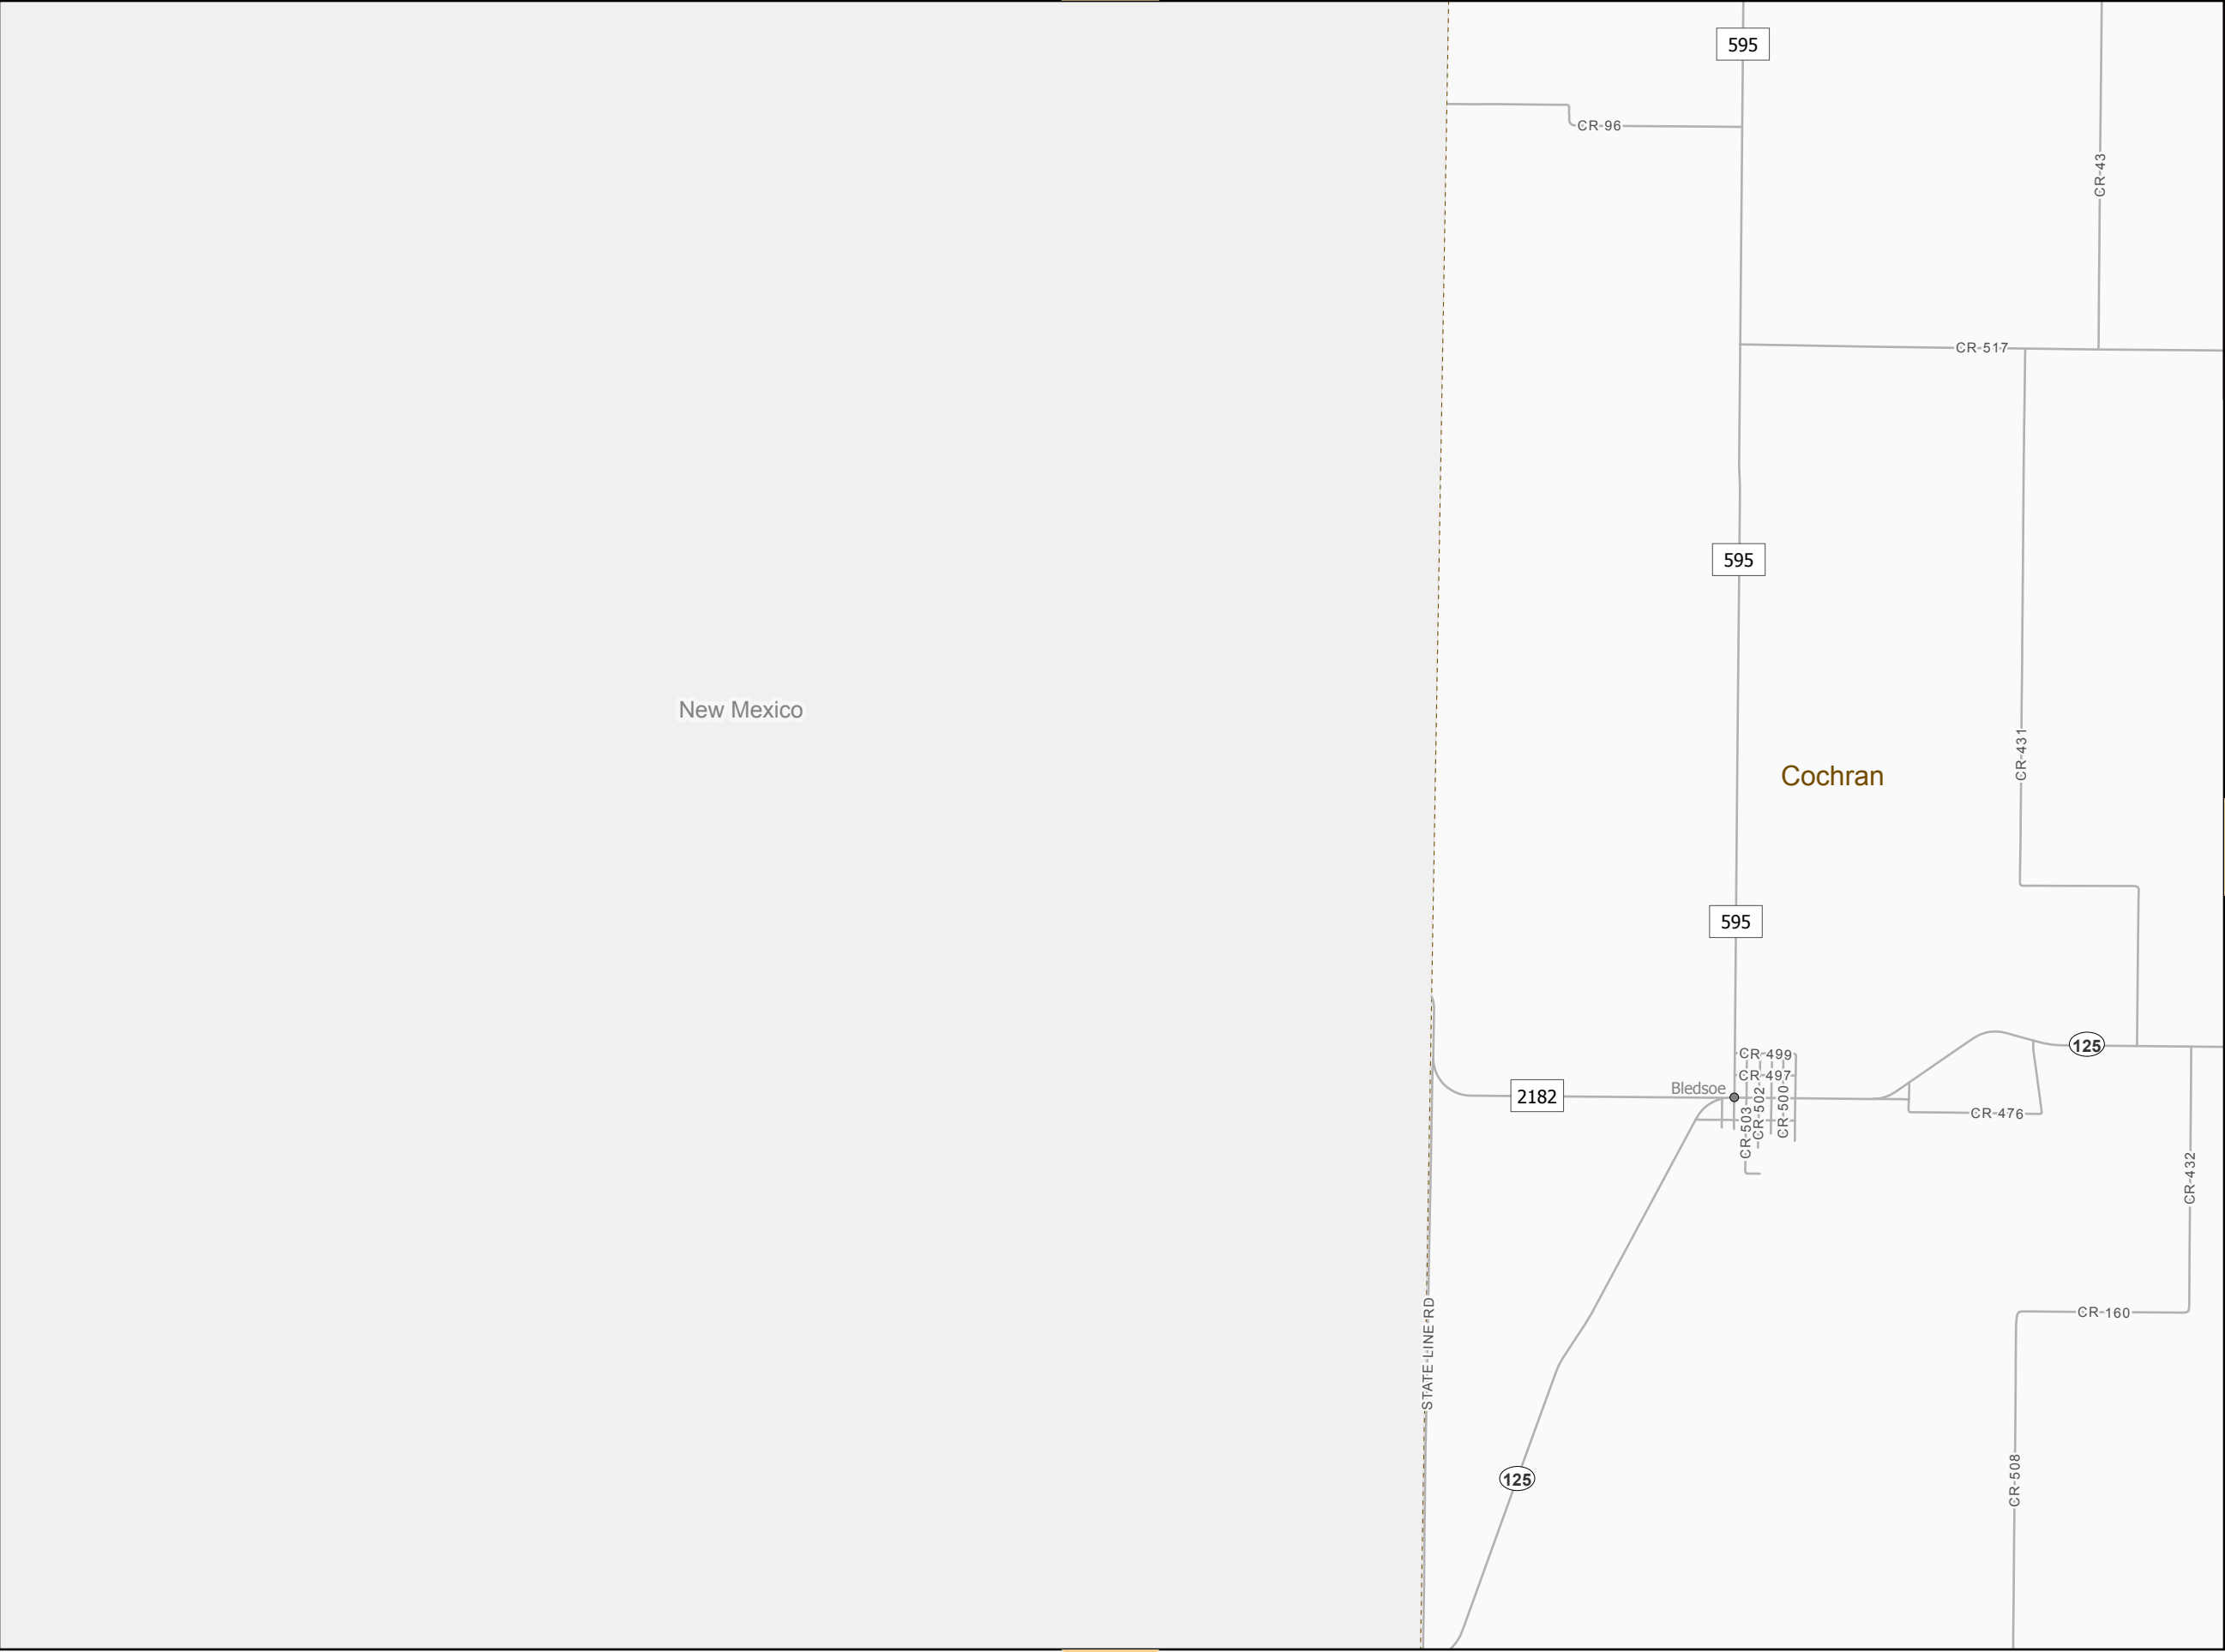 595
CR-96
CR-43
CR-517
595
New Mexico
CR-431
Cochran
595
125
CR-499
CR-497
Bledsoe
2182
CR-503
CR-502
CR-500
CR-476
CR-432
CR-160
STATE LINE RD
125
CR-508